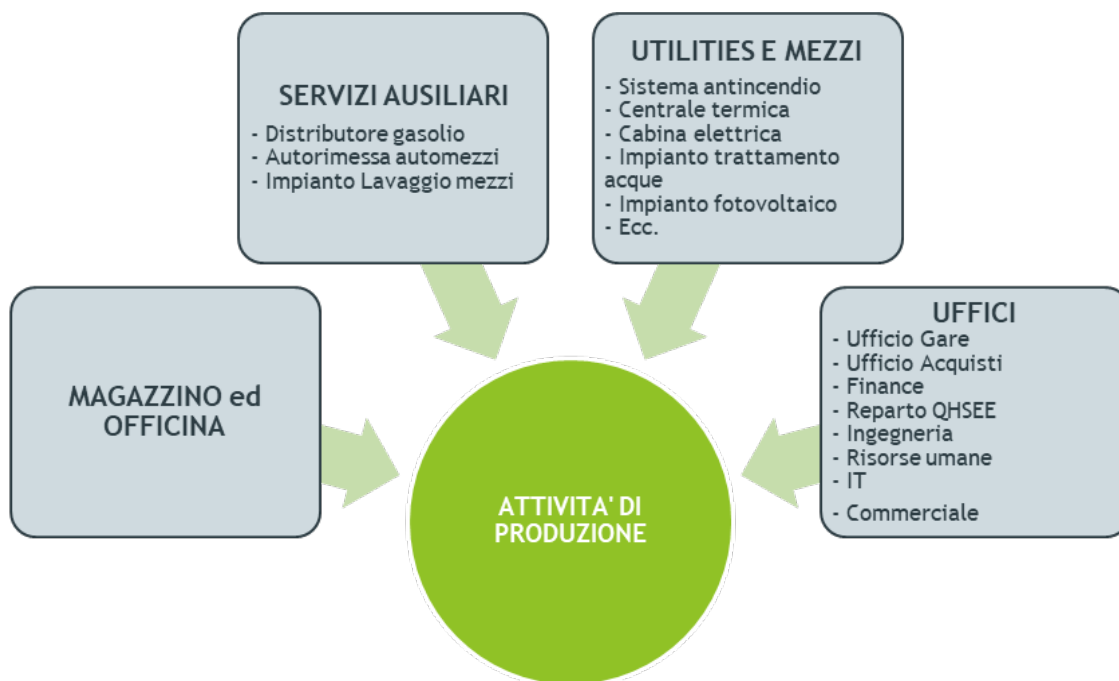 SERVIZI AUSILIARI
- Distributore gasolio
- Autorimessa automezzi
- Impianto Lavaggio mezzi
UTILITIES E MEZZI
- Sistema antincendio
- Centrale termica
- Cabina elettrica
- Impianto trattamento
acque
- Impianto fotovoltaico
- Ecc.
MAGAZZINO ed
OFFICINA
UFFICI
- Ufficio Gare
- Ufficio Acquisti
- Finance
- Reparto QHSEE
- Ingegneria
- Risorse umane
- IT
- Commerciale
ATTIVITA' DI
PRODUZIONE